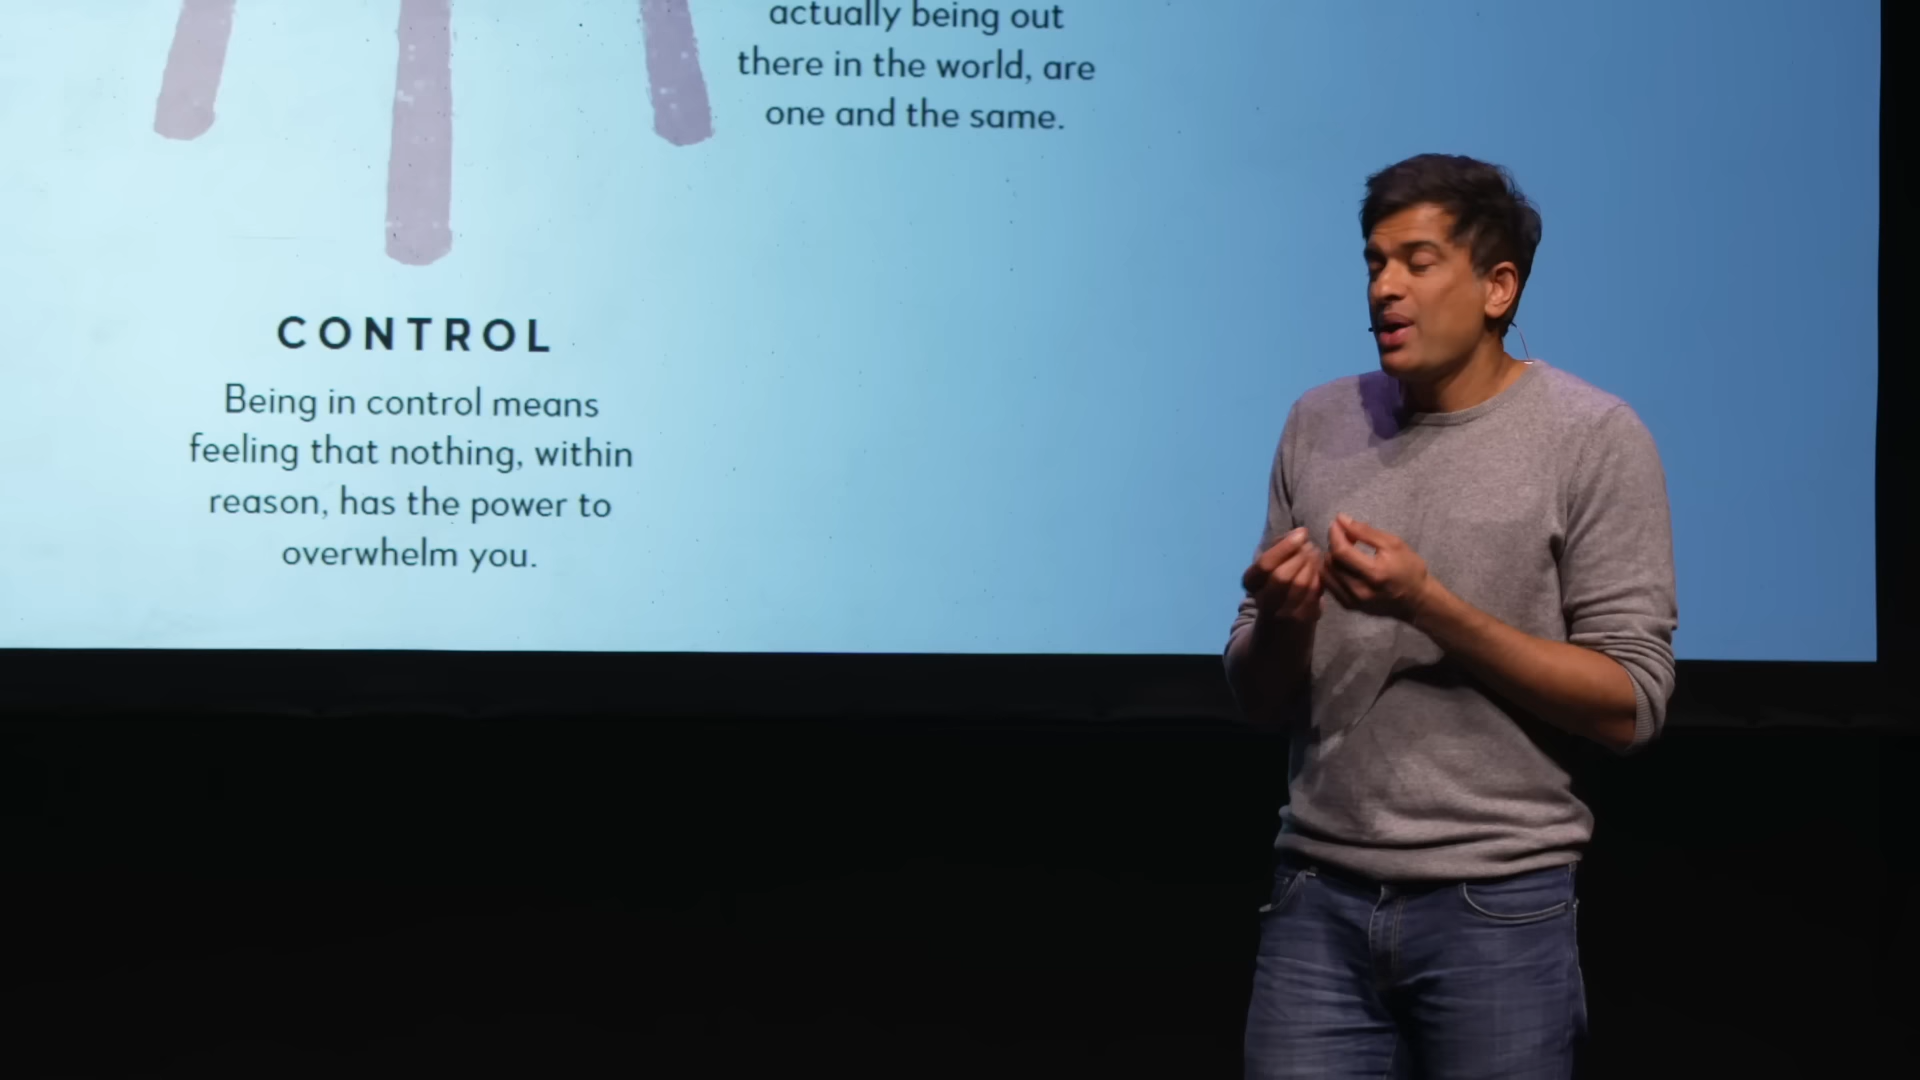 actually being out
there in the world, are
one and the same.
CONTROL
Being in control means
feeling that nothing, within
reason, has the power to
overwhelm you.